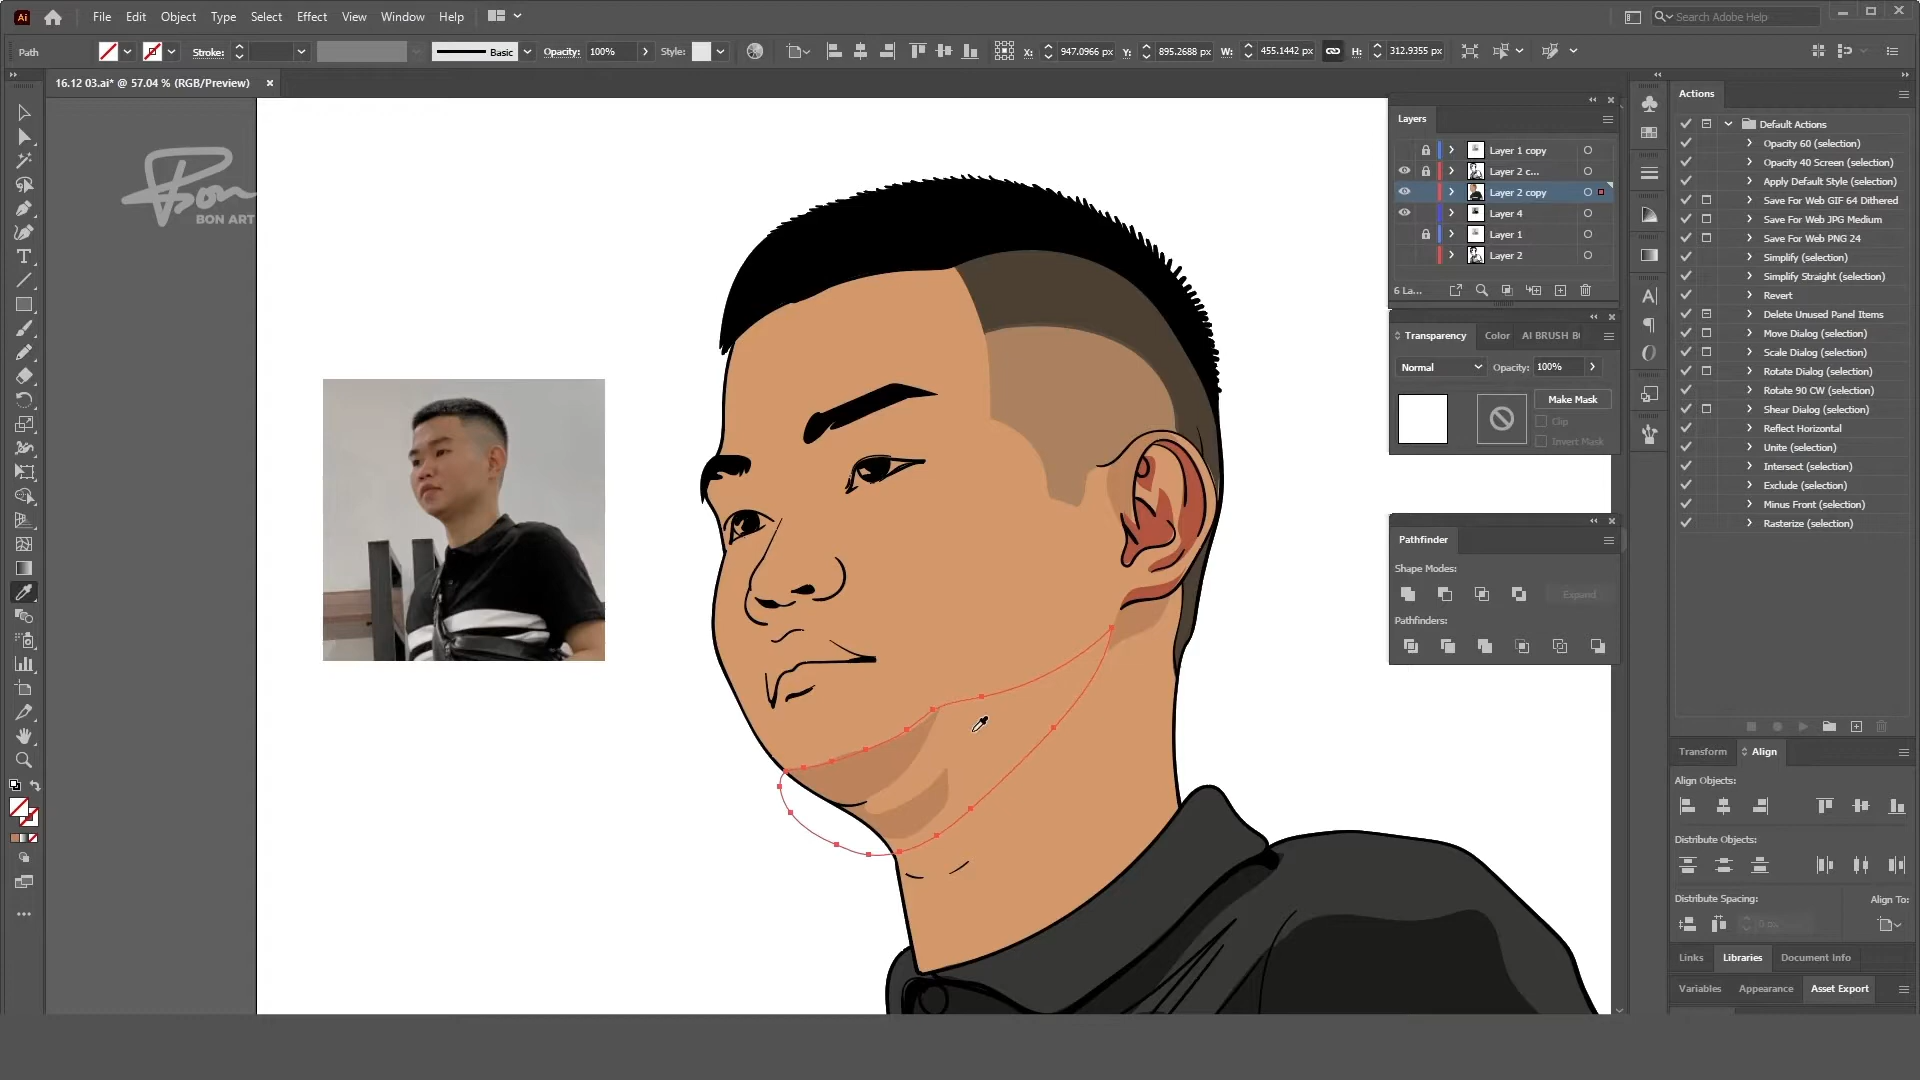 Ai File Edit Object Type Select Effect View Window Help Search Adobe Help
Path Stroke: Basic Opacity: 100% Style: X: 947.0966 px Y: 895.2688 px W: 455.1442 px H: 312.9355 px
16.12 03.ai* @ 57.04 % (RGB/Preview)
Bon
BON ART
Layers
Layer 1 copy
Layer 2 c...
Layer 2 copy
Layer 4
Layer 1
Layer 2
6 La...
Transparency Color AI BRUSH B
Normal Opacity: 100%
Make Mask
Clip
Invert Mask
Pathfinder
Shape Modes:
Expand
Pathfinders:
Actions
Default Actions
Opacity 60 (selection)
Opacity 40 Screen (selection)
Apply Default Style (selection)
Save For Web GIF 64 Dithered
Save For Web JPG Medium
Save For Web PNG 24
Simplify (selection)
Simplify Straight (selection)
Revert
Delete Unused Panel Items
Move Dialog (selection)
Scale Dialog (selection)
Rotate Dialog (selection)
Rotate 90 CW (selection)
Shear Dialog (selection)
Reflect Horizontal
Unite (selection)
Intersect (selection)
Exclude (selection)
Minus Front (selection)
Rasterize (selection)
Transform Align
Align Objects:
Distribute Objects:
Distribute Spacing: Align To:
0 px
Links Libraries Document Info
Variables Appearance Asset Export